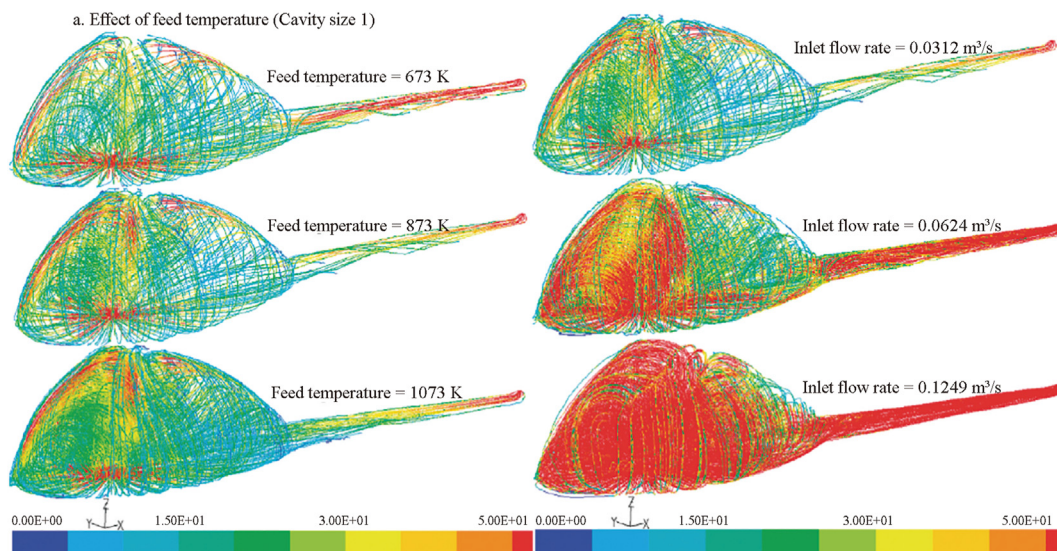 a. Effect of feed temperature (Cavity size 1)
Feed temperature = 673 K
Feed temperature = 873 K
Feed temperature = 1073 K
Z
Y X
0.00E+00 1.50E+01 3.00E+01 5.00E+01
Inlet flow rate = 0.0312 m³/s
Inlet flow rate = 0.0624 m³/s
Inlet flow rate = 0.1249 m³/s
Z
Y X
0.00E+00 1.50E+01 3.00E+01 5.00E+01